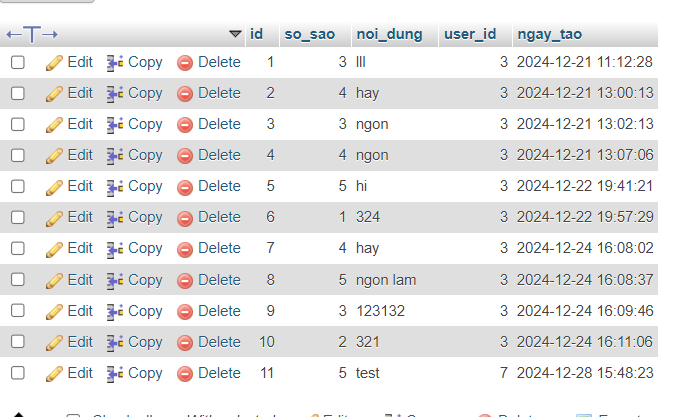 id so_sao noi_dung user_id ngay_tao
Edit Copy Delete 1 3 lll 3 2024-12-21 11:12:28
Edit Copy Delete 2 4 hay 3 2024-12-21 13:00:13
Edit Copy Delete 3 3 ngon 3 2024-12-21 13:02:13
Edit Copy Delete 4 4 ngon 3 2024-12-21 13:07:06
Edit Copy Delete 5 5 hi 3 2024-12-22 19:41:21
Edit Copy Delete 6 1 324 3 2024-12-22 19:57:29
Edit Copy Delete 7 4 hay 3 2024-12-24 16:08:02
Edit Copy Delete 8 5 ngon lam 3 2024-12-24 16:08:37
Edit Copy Delete 9 3 123132 3 2024-12-24 16:09:46
Edit Copy Delete 10 2 321 3 2024-12-24 16:11:06
Edit Copy Delete 11 5 test 7 2024-12-28 15:48:23